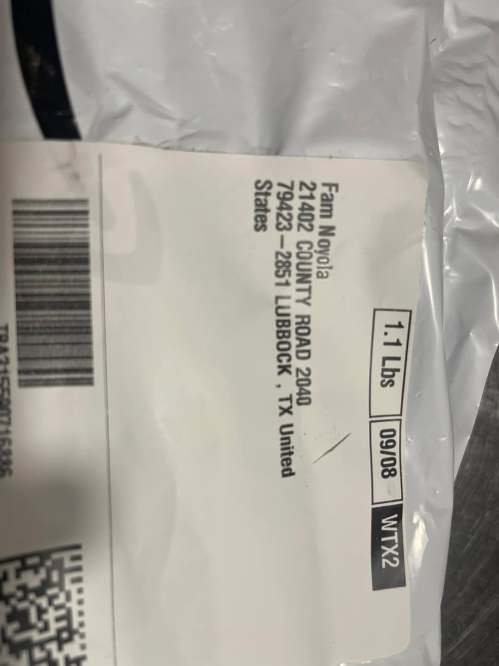 1.1 Lbs 09/08 WTX2
Fam Noyola
21402 COUNTY ROAD 2040
79423-2851 LUBBOCK , TX United
States